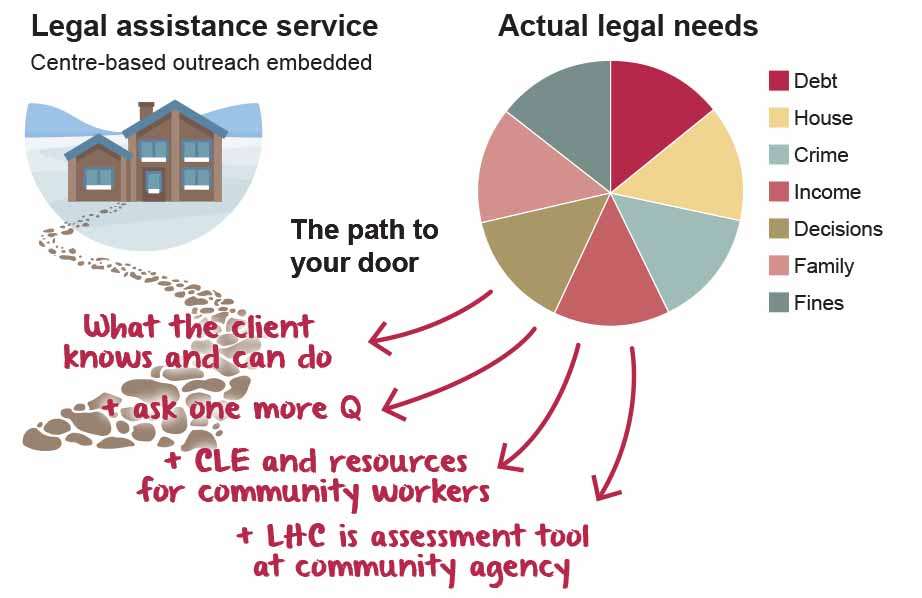 Legal assistance service
Centre-based outreach embedded
Actual legal needs
Debt
House
Crime
Income
Decisions
Family
Fines
The path to
your door
What the client
knows and can do
+ ask one more Q
+ CLE and resources
for community workers
+ LHC is assessment tool
at community agency